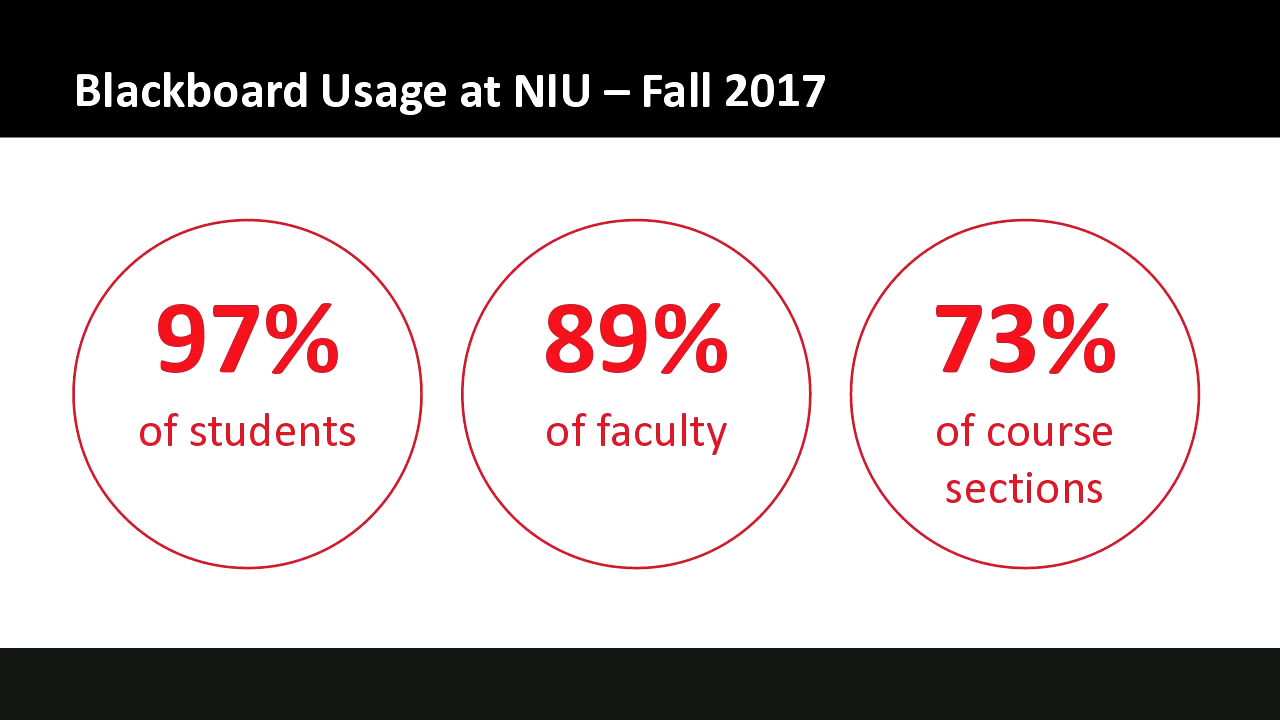 Blackboard Usage at NIU – Fall 2017
97%
of students
89%
of faculty
73%
of course
sections